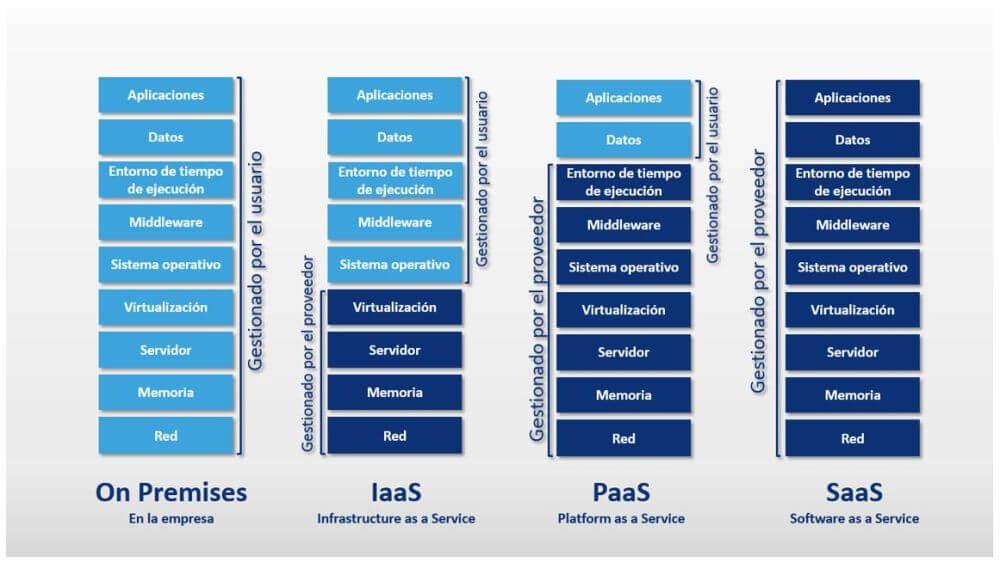 Aplicaciones
Datos
Entorno de tiempo
de ejecución
Middleware
Sistema operativo
Virtualización
Servidor
Memoria
Red
Gestionado por el usuario
On Premises
En la empresa
Aplicaciones
Datos
Entorno de tiempo
de ejecución
Middleware
Sistema operativo
Virtualización
Servidor
Memoria
Red
Gestionado por el usuario
Gestionado por el proveedor
IaaS
Infrastructure as a Service
Aplicaciones
Datos
Entorno de tiempo
de ejecución
Middleware
Sistema operativo
Virtualización
Servidor
Memoria
Red
Gestionado por el usuario
Gestionado por el proveedor
PaaS
Platform as a Service
Aplicaciones
Datos
Entorno de tiempo
de ejecución
Middleware
Sistema operativo
Virtualización
Servidor
Memoria
Red
Gestionado por el proveedor
SaaS
Software as a Service